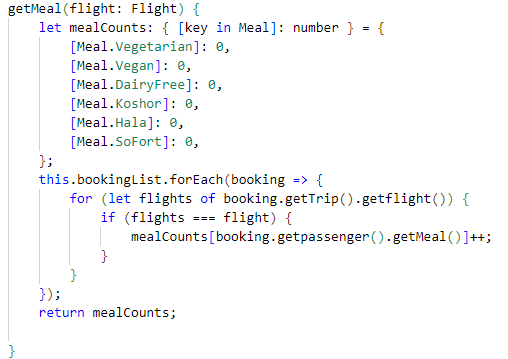 getMeal(flight: Flight) {
let mealCounts: { [key in Meal]: number } = {
[Meal.Vegetarian]: 0,
[Meal.Vegan]: 0,
[Meal.DairyFree]: 0,
[Meal.Koshor]: 0,
[Meal.Hala]: 0,
[Meal.SoFort]: 0,
};
this.bookingList.forEach(booking => {
for (let flights of booking.getTrip().getflight()) {
if (flights === flight) {
mealCounts[booking.getpassenger().getMeal()]++;
}
}
});
return mealCounts;
}